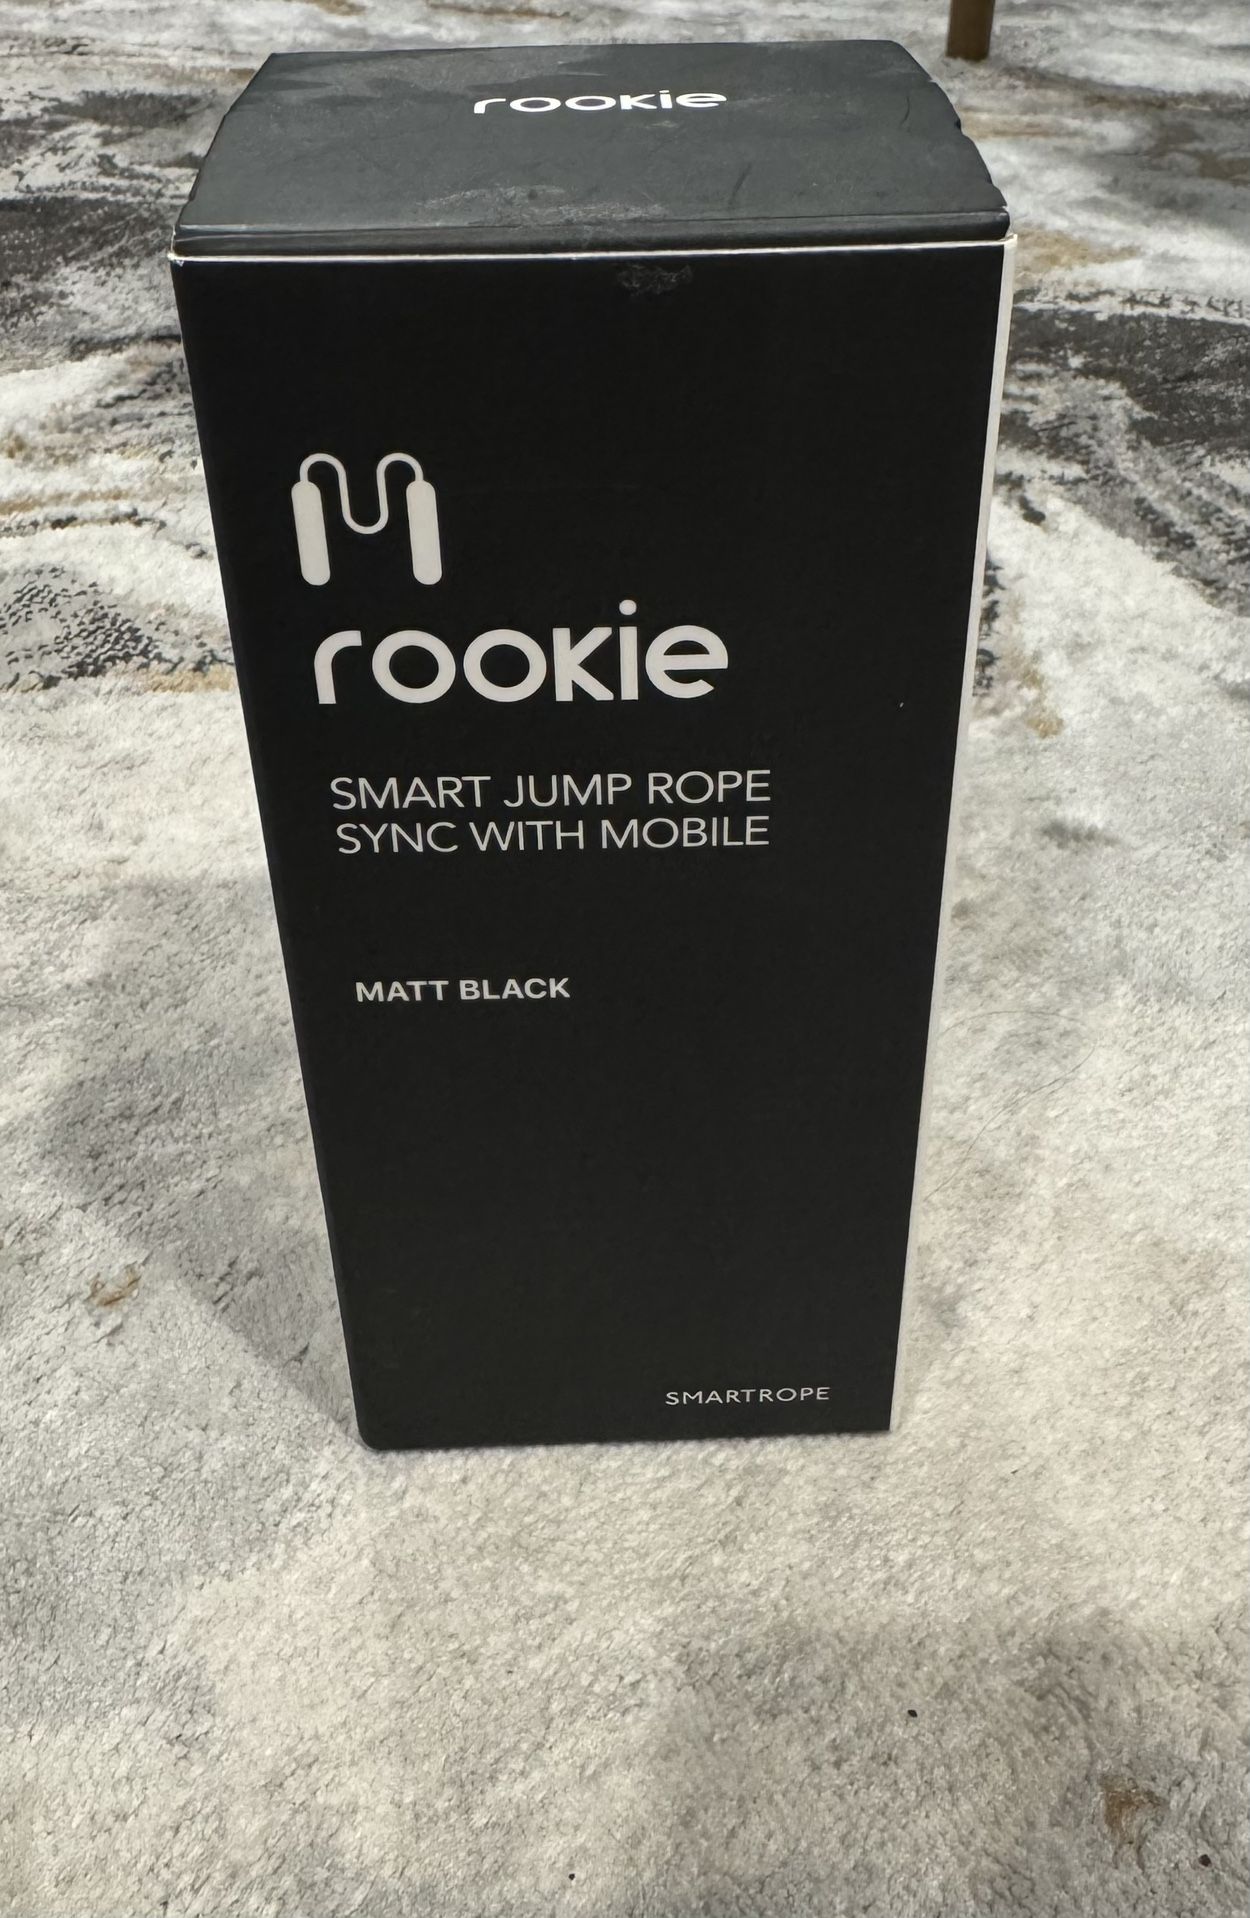 rookie
rookie
SMART JUMP ROPE
SYNC WITH MOBILE
MATT BLACK
SMARTROPE